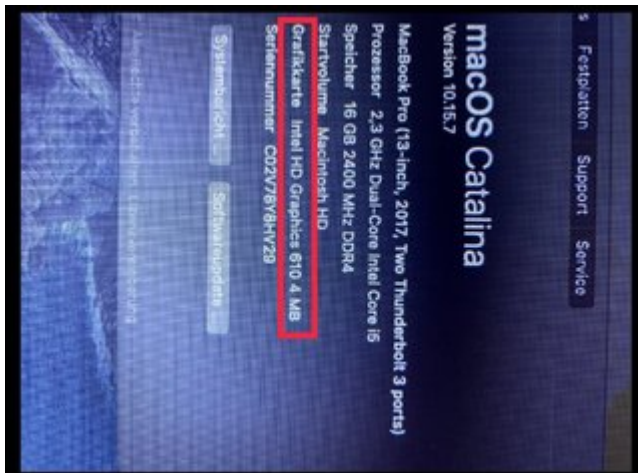 s Festplatten Support Service
macOS Catalina
Version 10.15.7
MacBook Pro (13-inch, 2017, Two Thunderbolt 3 ports)
Prozessor 2,3 GHz Dual-Core Intel Core i5
Speicher 16 GB 2400 MHz DDR4
Startvolume Macintosh HD
Grafikkarte Intel HD Graphics 610 4 MB
Seriennummer C02V78Y8HV29
Systembericht ... Softwareupdate ...